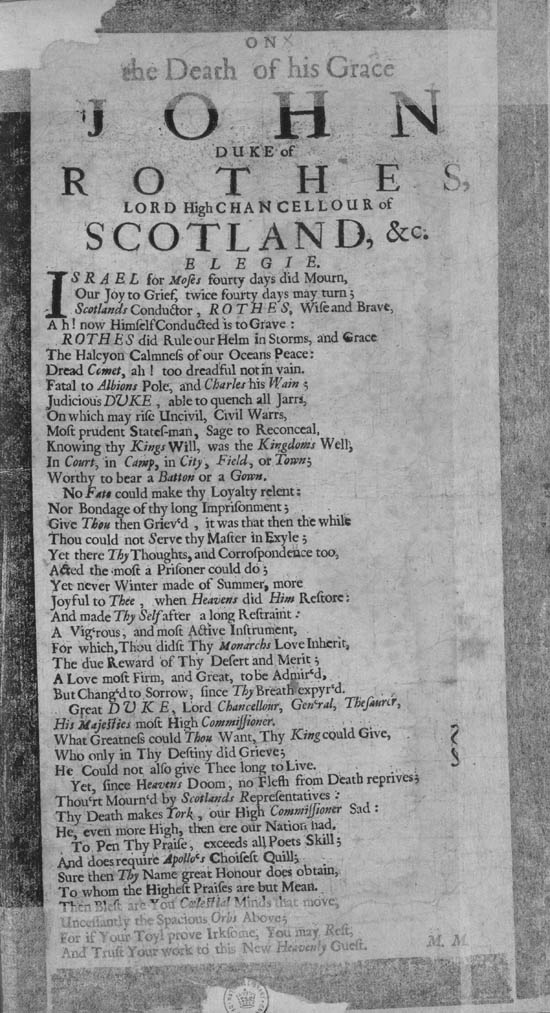 ON
the Death of his Grace
JOHN
DUKE of
ROTHES,
LORD High CHANCELLOUR of
SCOTLAND, &c.
ELEGIE.
ISRAEL for Moſes fourty days did Mourn,
Our Joy to Grief, twice fourty days may turn;
Scotlands Conductor, ROTHES, Wiſe and Brave,
Ah! now Himſelf Conducted is to Grave:
ROTHES did Rule our Helm in Storms, and Grace
The Halcyon Calmneſs of our Oceans Peace:
Dread Comet, ah! too dreadful not in vain.
Fatal to Albions Pole, and Charles his Wain;
Judicious DUKE, able to quench all Jarrs,
On which may riſe Uncivil, Civil Warrs,
Moſt prudent Stateſ-man, Sage to Reconceal,
Knowing thy Kings Will, was the Kingdoms Well,
In Court, in Camp, in City, Field, or Town;
Worthy to bear a Batton or a Gown.
No Fate could make thy Loyalty relent:
Nor Bondage of thy long Impriſonment;
Give Thou then Griev'd, it was that then the while
Thou could not Serve thy Maſter in Exyle;
Yet there Thy Thoughts, and Correſpondence too,
Acted the moſt a Priſoner could do;
Yet never Winter made of Summer, more
Joyful to Thee, when Heavens did Him Reſtore:
And made Thy Self after a long Reſtraint:
A Vig'rous, and moſt Active Inſtrument,
For which, Thou didſt Thy Monarchs Love Inherit,
The due Reward of Thy Deſert and Merit;
A Love moſt Firm, and Great, to be Admir'd,
But Chang'd to Sorrow, ſince Thy Breath expyr'd.
Great DUKE, Lord Chancellour, Gen'ral, Theſaurer,
His Majeſties moſt High Commiſſioner.
What Greatneſs could Thou Want, Thy King could Give,
Who only in Thy Deſtiny did Grieve;
He Could not alſo give Thee long to Live.
Yet, ſince Heavens Doom, no Fleſh from Death reprives;
Thou'rt Mourn'd by Scotlands Repreſentatives:
Thy Death makes York, our High Commiſſioner Sad:
He, even more High, then ere our Nation had.
To Pen Thy Praiſe, exceeds all Poets Skill;
And does require Apollo's Choiſeſt Quill;
Sure then Thy Name great Honour does obtain,
To whom the Higheſt Praiſes are but Mean.
Then Bleſt are You Cœleſtial Minds that move,
Unceſſantly the Spacious Orbs Above;
For if Your Toyl prove Irkſome, You may Reſt,
And Truſt Your work to this New Heavenly Gueſt.
M. M.